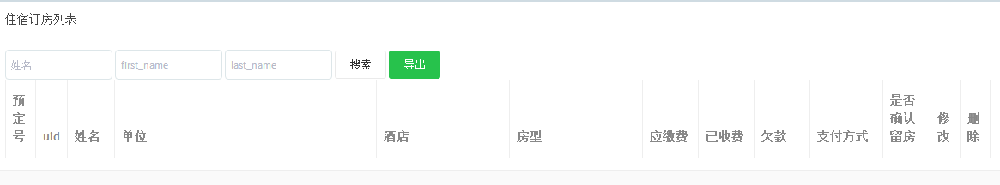 住宿订房列表
姓名 first_name last_name 搜索 导出
预定号 uid 姓名 单位 酒店 房型 应缴费 已收费 欠款 支付方式 是否确认留房 修改 删除